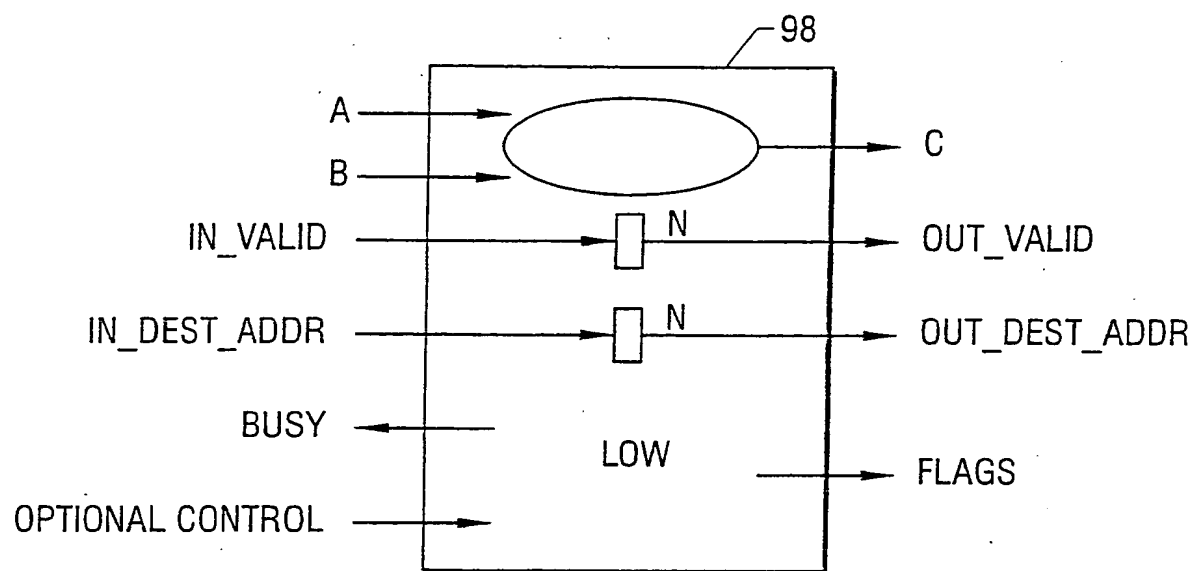 98
A
C
B
IN_VALID
N
OUT_VALID
IN_DEST_ADDR
N
OUT_DEST_ADDR
BUSY
LOW
FLAGS
OPTIONAL CONTROL